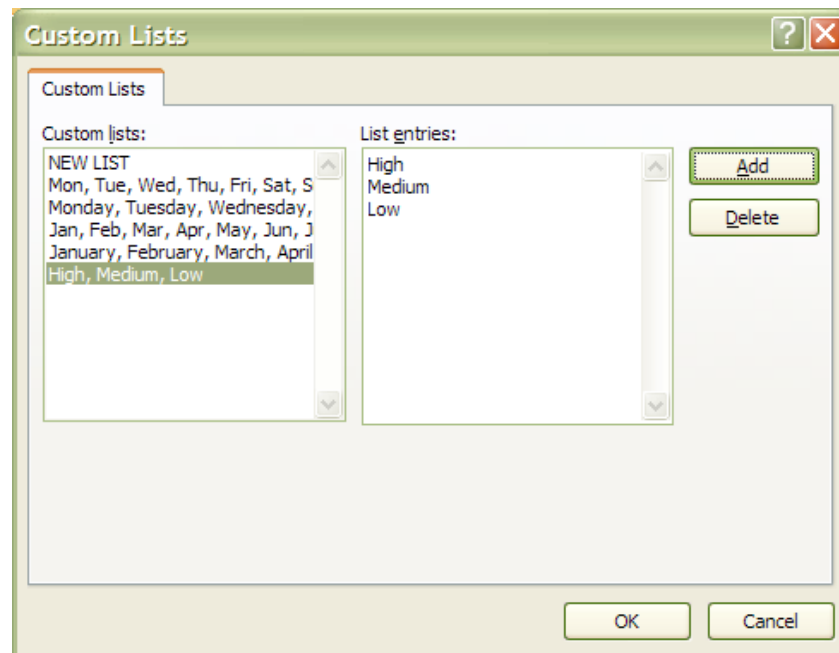 Custom Lists
Custom Lists
Custom lists:
NEW LIST
Mon, Tue, Wed, Thu, Fri, Sat, S
Monday, Tuesday, Wednesday,
Jan, Feb, Mar, Apr, May, Jun, J
January, February, March, April
High, Medium, Low
List entries:
High
Medium
Low
Add
Delete
OK
Cancel